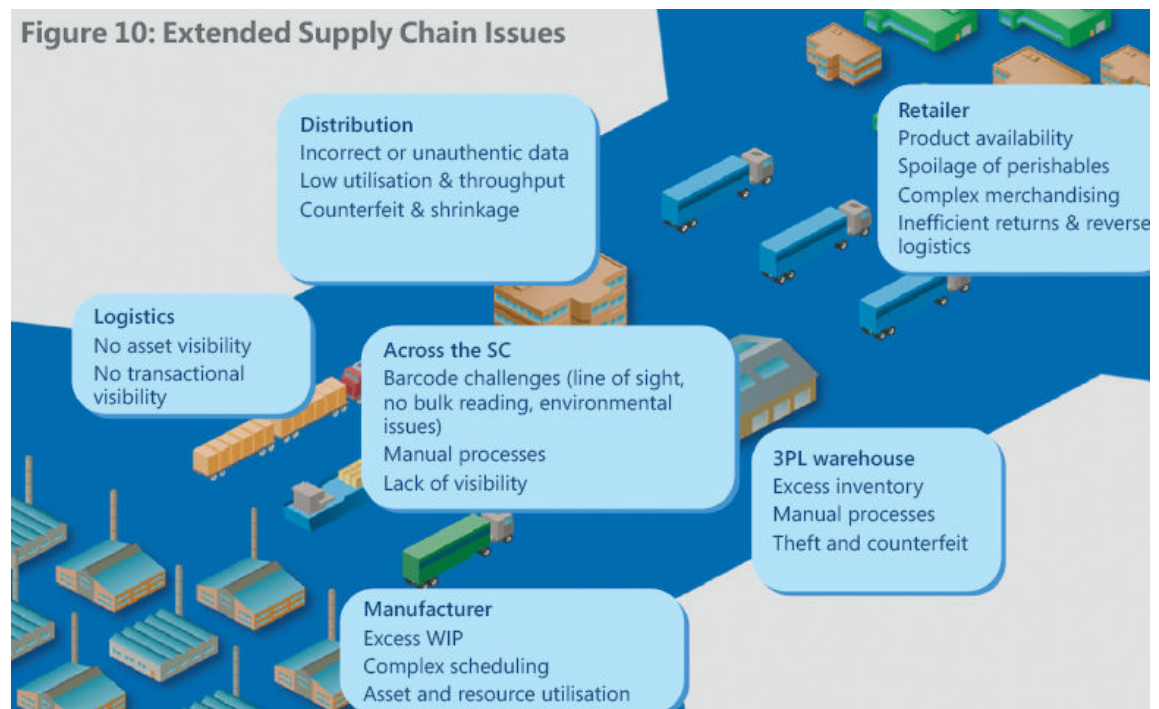 Figure 10: Extended Supply Chain Issues
Distribution
Incorrect or unauthentic data
Low utilisation & throughput
Counterfeit & shrinkage
Retailer
Product availability
Spoilage of perishables
Complex merchandising
Inefficient returns & reverse
logistics
Logistics
No asset visibility
No transactional
visibility
Across the SC
Barcode challenges (line of sight,
no bulk reading, environmental
issues)
Manual processes
Lack of visibility
3PL warehouse
Excess inventory
Manual processes
Theft and counterfeit
Manufacturer
Excess WIP
Complex scheduling
Asset and resource utilisation